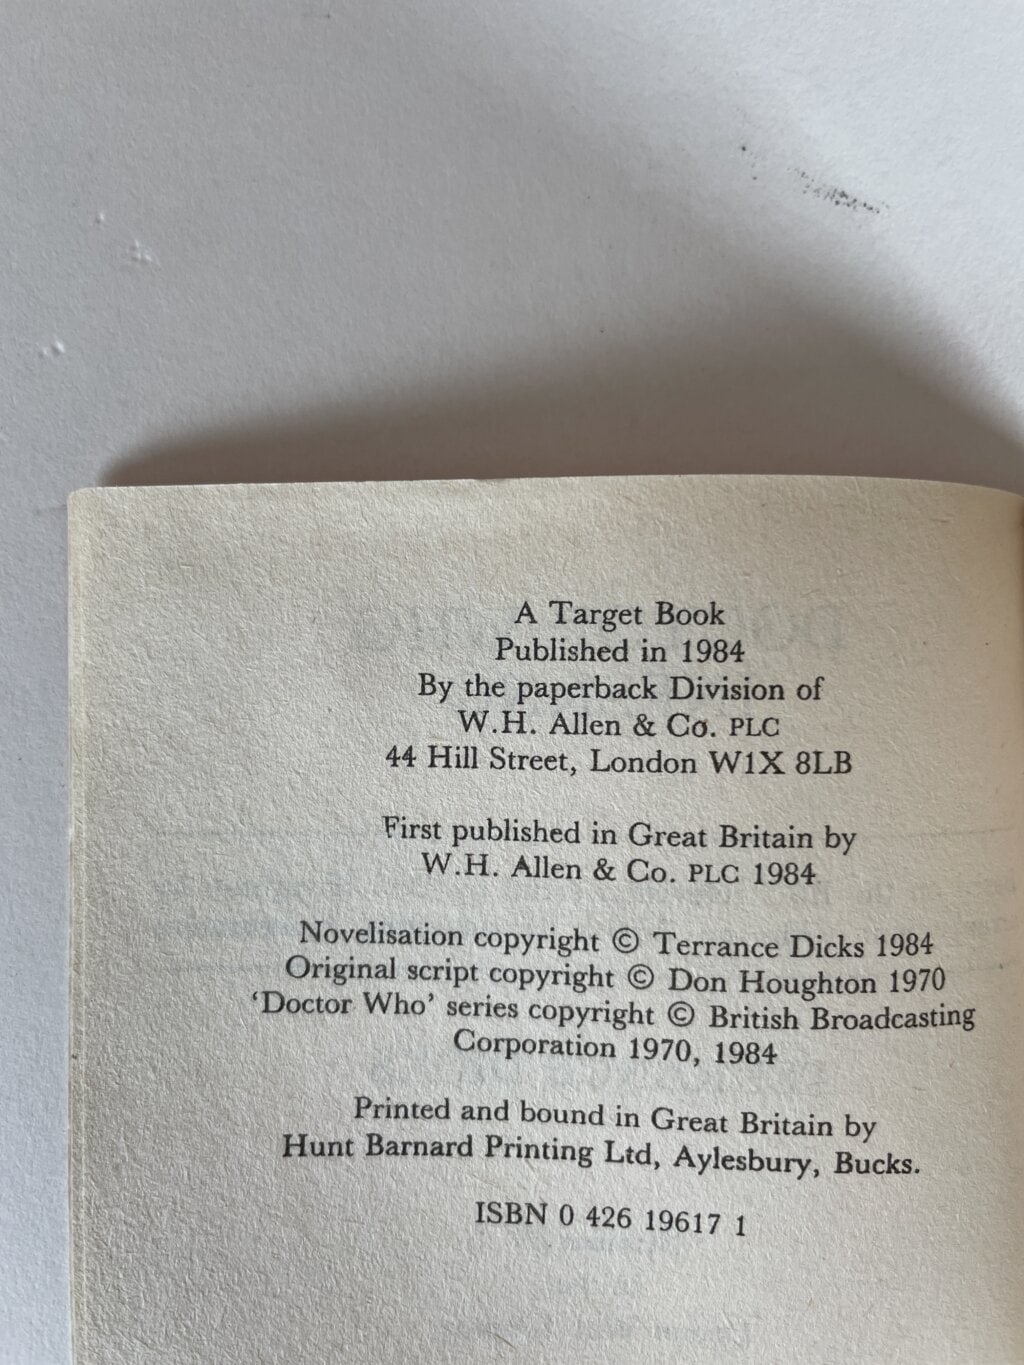 A Target Book
Published in 1984
By the paperback Division of
W.H. Allen & Co. PLC
44 Hill Street, London W1X 8LB
First published in Great Britain by
W.H. Allen & Co. PLC 1984
Novelisation copyright © Terrance Dicks 1984
Original script copyright © Don Houghton 1970
‘Doctor Who’ series copyright © British Broadcasting
Corporation 1970, 1984
Printed and bound in Great Britain by
Hunt Barnard Printing Ltd, Aylesbury, Bucks.
ISBN 0 426 19617 1